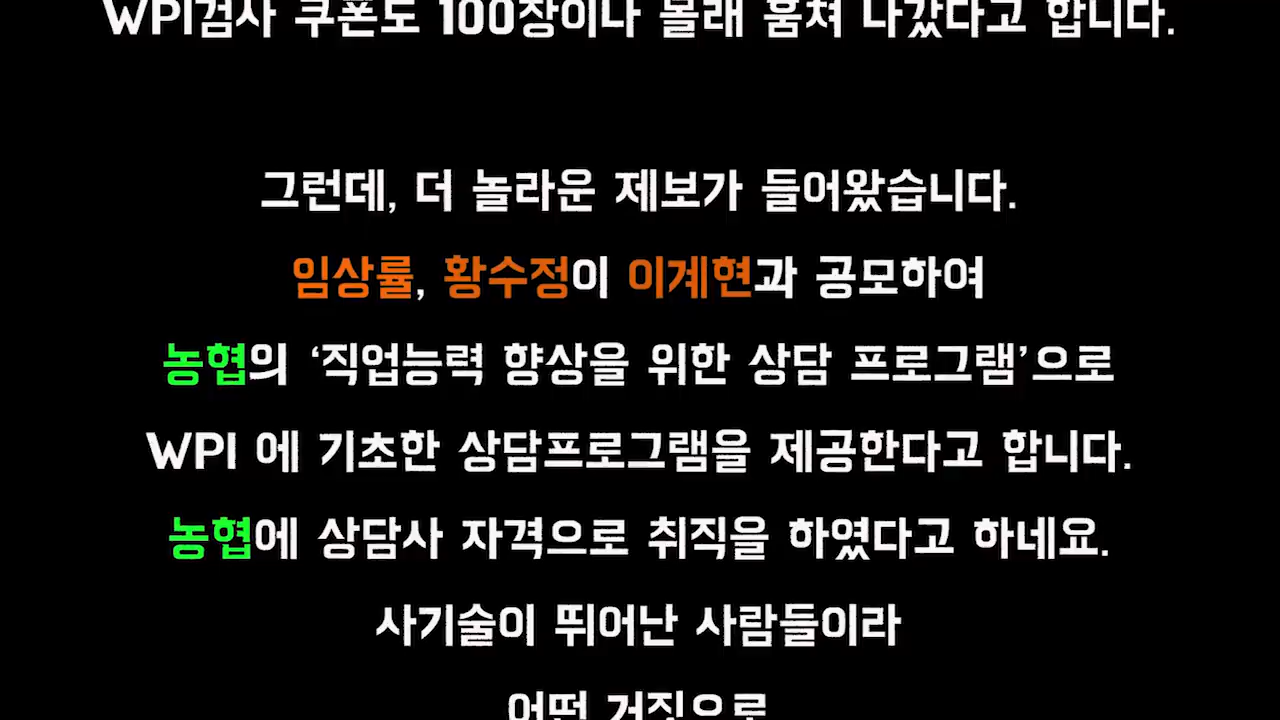 WPI검사 쿠폰도 100장이나 몰래 훔쳐 나갔다고 합니다.
그런데, 더 놀라운 제보가 들어왔습니다.
임상률, 황수정이 이계현과 공모하여
농협의 ‘직업능력 향상을 위한 상담 프로그램’으로
WPI 에 기초한 상담프로그램을 제공한다고 합니다.
농협에 상담사 자격으로 취직을 하였다고 하네요.
사기술이 뛰어난 사람들이라
어떤 거짓으로